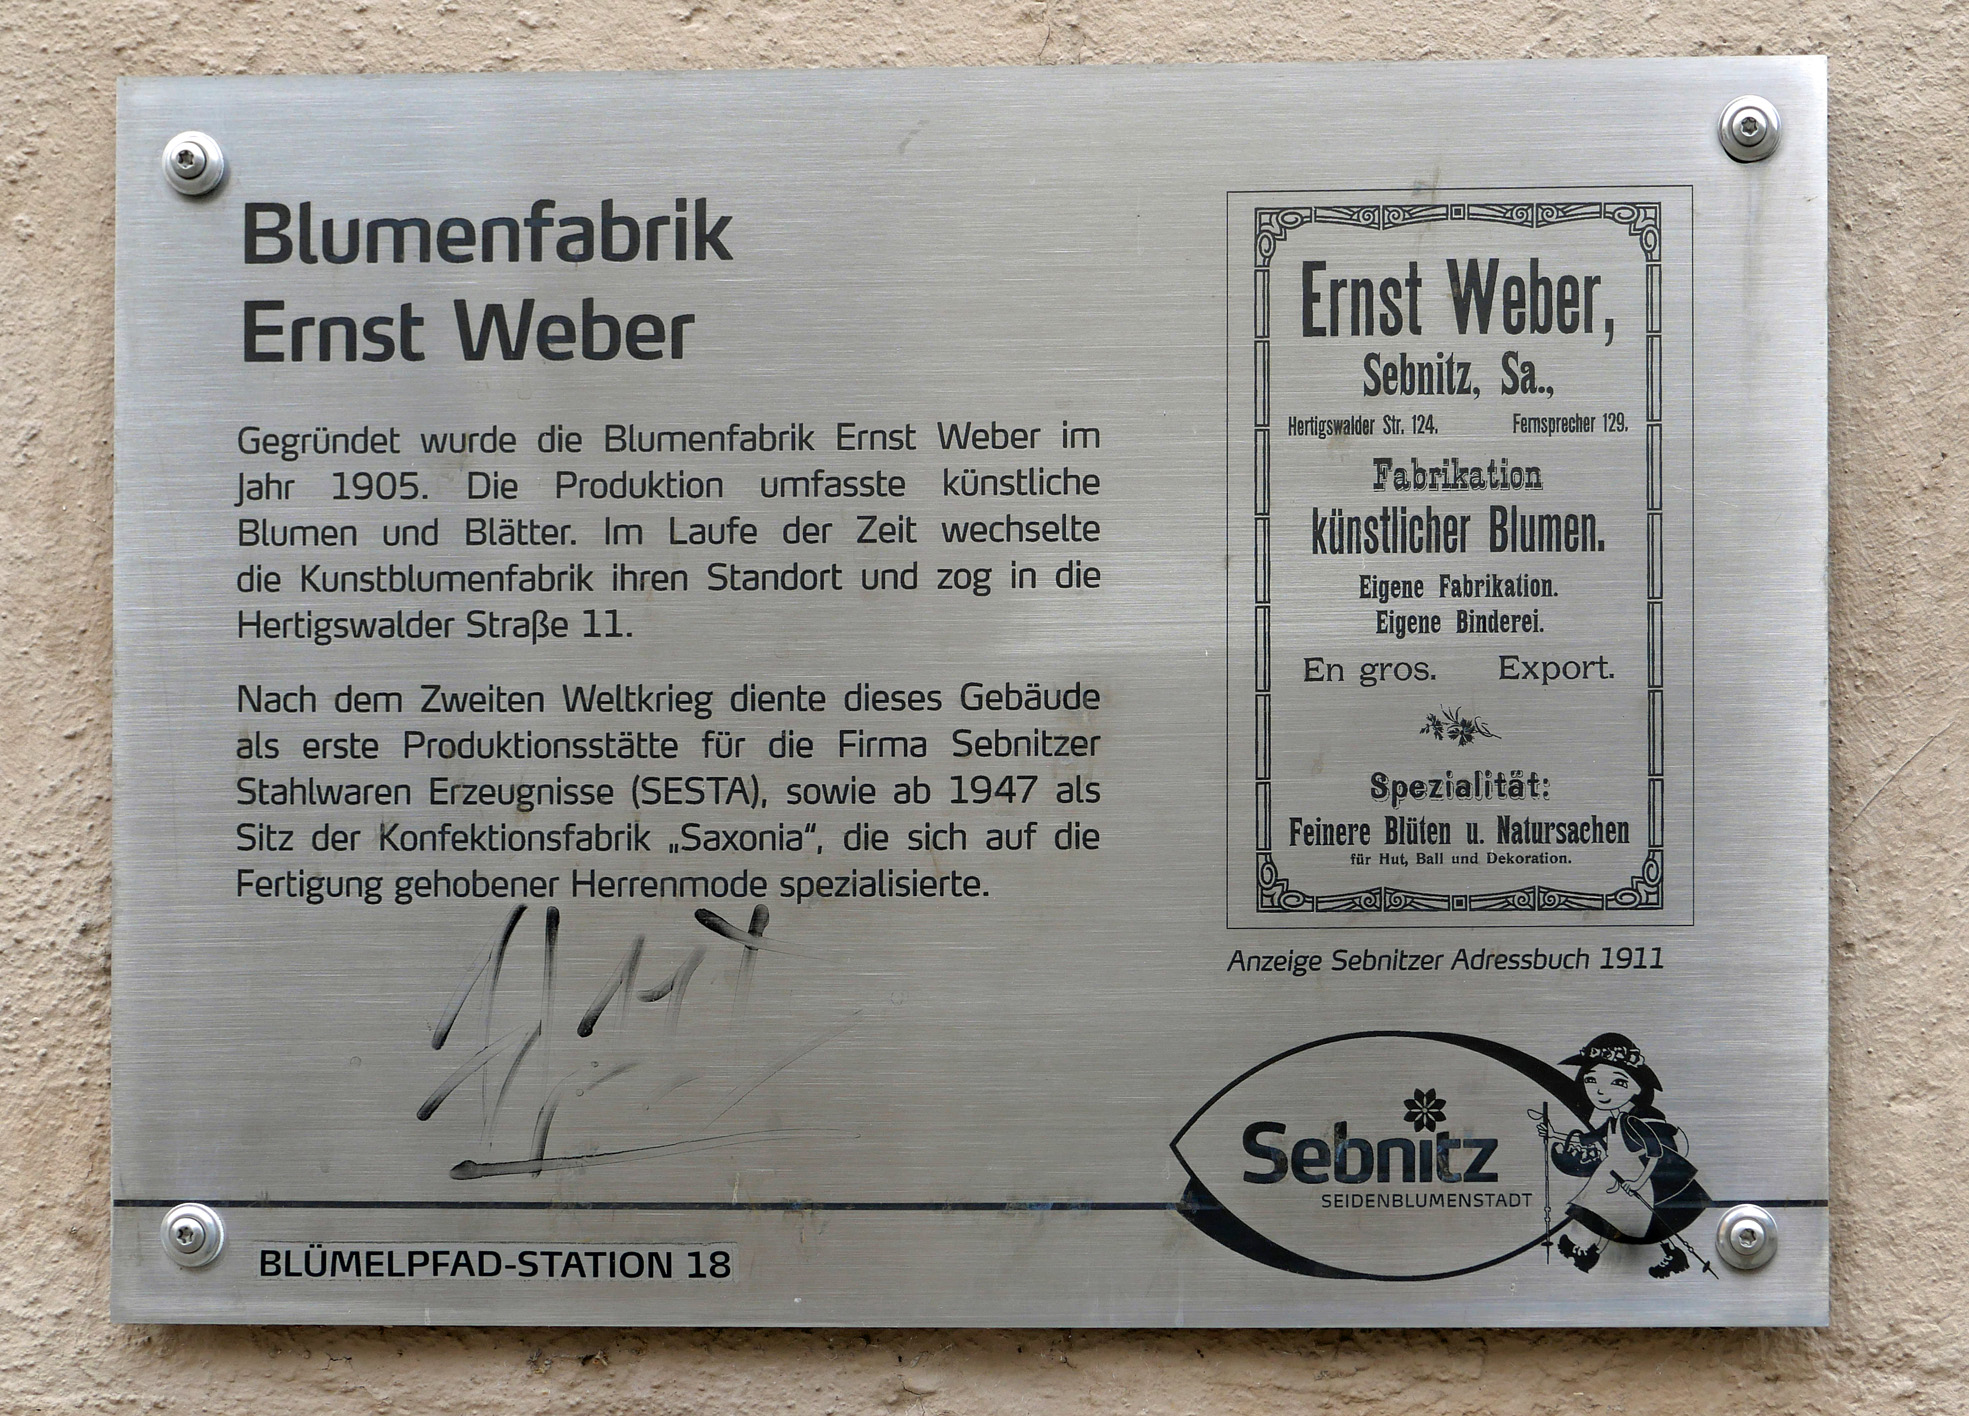 Blumenfabrik
Ernst Weber
Gegründet wurde die Blumenfabrik Ernst Weber im
Jahr 1905. Die Produktion umfasste künstliche
Blumen und Blätter. Im Laufe der Zeit wechselte
die Kunstblumenfabrik ihren Standort und zog in die
Hertigswalder Straße 11.
Nach dem Zweiten Weltkrieg diente dieses Gebäude
als erste Produktionsstätte für die Firma Sebnitzer
Stahlwaren Erzeugnisse (SESTA), sowie ab 1947 als
Sitz der Konfektionsfabrik „Saxonia“, die sich auf die
Fertigung gehobener Herrenmode spezialisierte.
Ernst Weber,
Sebnitz, Sa.,
Hertigswalder Str. 124. Fernsprecher 129.
Fabrikation
künstlicher Blumen.
Eigene Fabrikation.
Eigene Binderei.
En gros. Export.
Spezialität:
Feinere Blüten u. Natursachen
für Hut, Ball und Dekoration.
Anzeige Sebnitzer Adressbuch 1911
Sebnitz
SEIDENBLUMENSTADT
BLÜMELPFAD-STATION 18